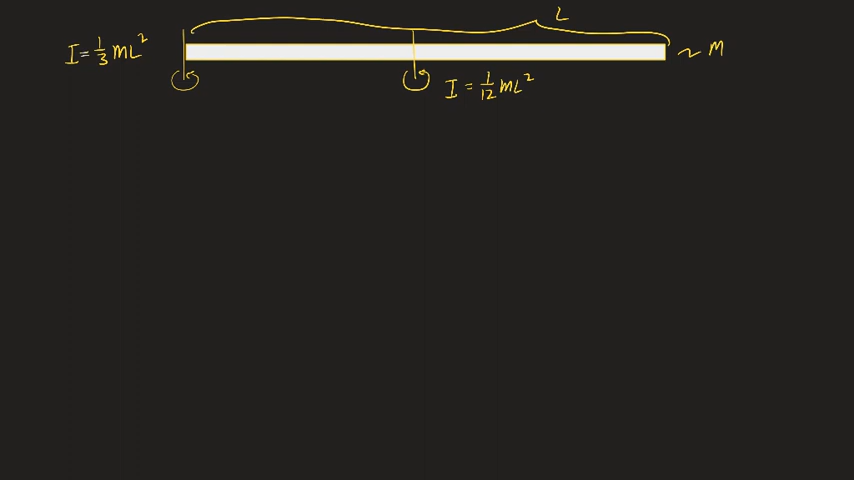 L
I = 1/3 ML²
~ M
I = 1/12 ML²